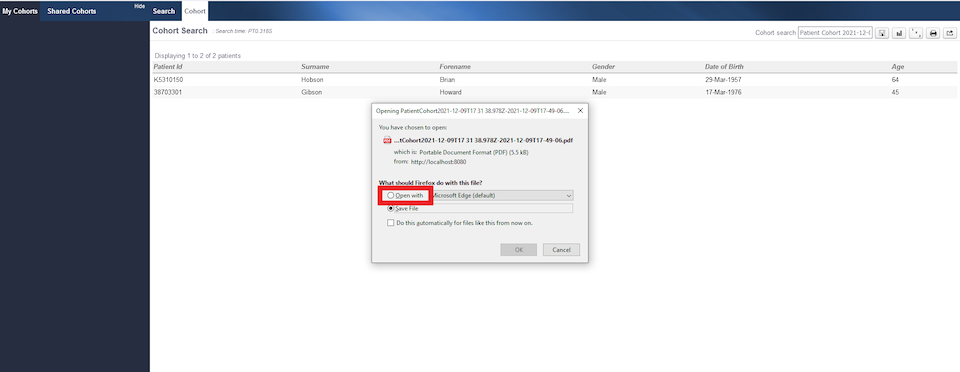 My Cohorts Shared Cohorts Hide Search Cohort
Cohort Search Search time: PT0.316S Cohort search Patient Cohort 2021-12-
Displaying 1 to 2 of 2 patients
Patient Id Surname Forename Gender Date of Birth Age
K5310150 Hobson Brian Male 29-Mar-1957 64
38703301 Gibson Howard Male 17-Mar-1976 45
Opening PatientCohort2021-12-09T17 31 38.978Z-2021-12-09T17-49-06....
You have chosen to open:
...tCohort2021-12-09T17 31 38.978Z-2021-12-09T17-49-06.pdf
which is: Portable Document Format (PDF) (5.5 kB)
from: http://localhost:8080
What should Firefox do with this file?
Open with Microsoft Edge (default)
Save File
Do this automatically for files like this from now on.
OK Cancel